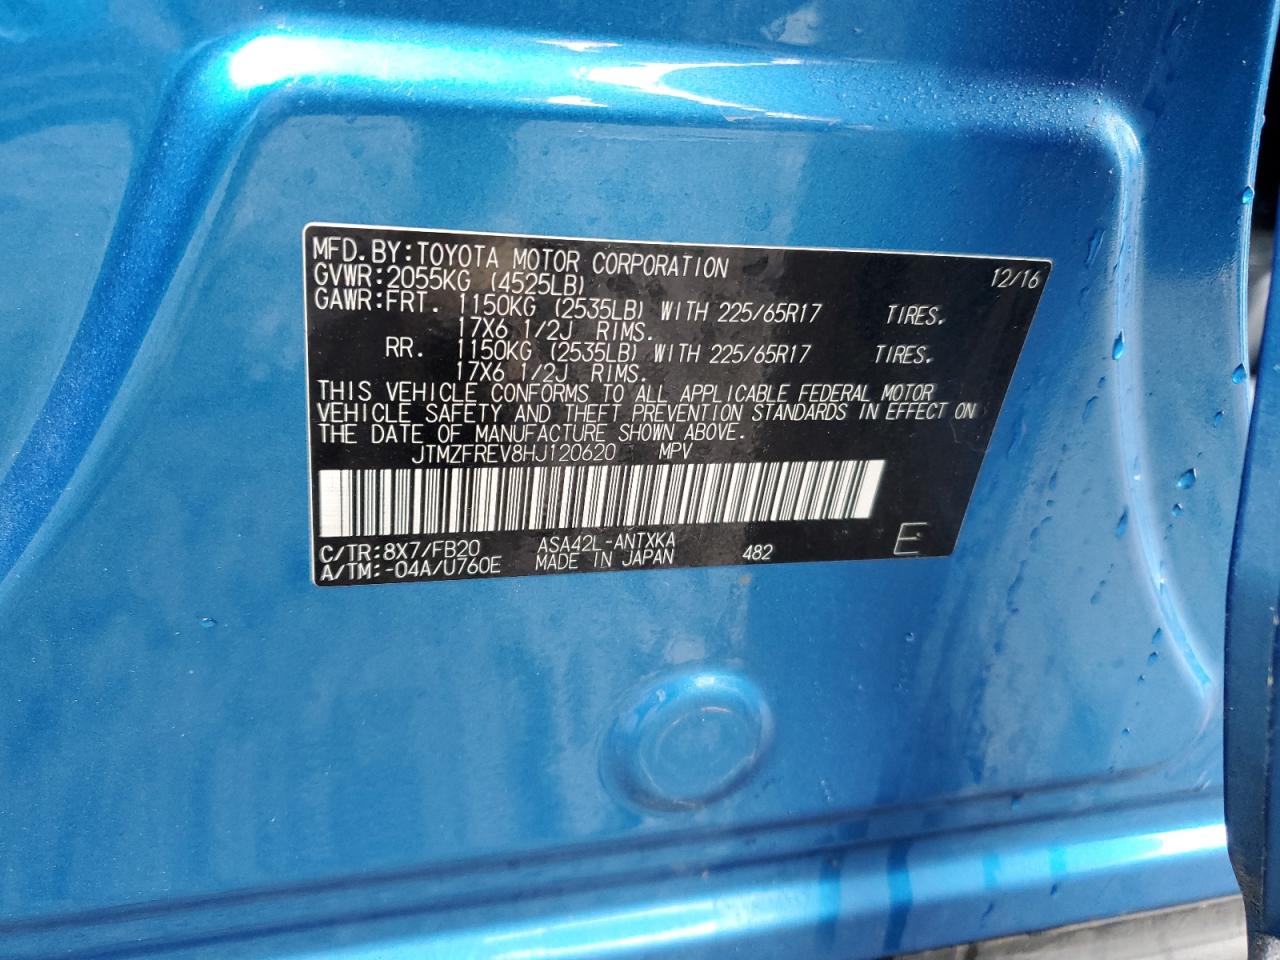 MFD.BY:TOYOTA MOTOR CORPORATION 12/16
GVWR:2055KG (4525LB)
GAWR:FRT. 1150KG (2535LB) WITH 225/65R17 TIRES.
17X6 1/2J RIMS.
RR. 1150KG (2535LB) WITH 225/65R17 TIRES.
17X6 1/2J RIMS.
THIS VEHICLE CONFORMS TO ALL APPLICABLE FEDERAL MOTOR
VEHICLE SAFETY AND THEFT PREVENTION STANDARDS IN EFFECT ON
THE DATE OF MANUFACTURE SHOWN ABOVE.
JTMZFREV8HJ120620 MPV
C/TR:8X7/FB20 ASA42L-ANTXKA 482 E
A/TM:-04A/U760E MADE IN JAPAN